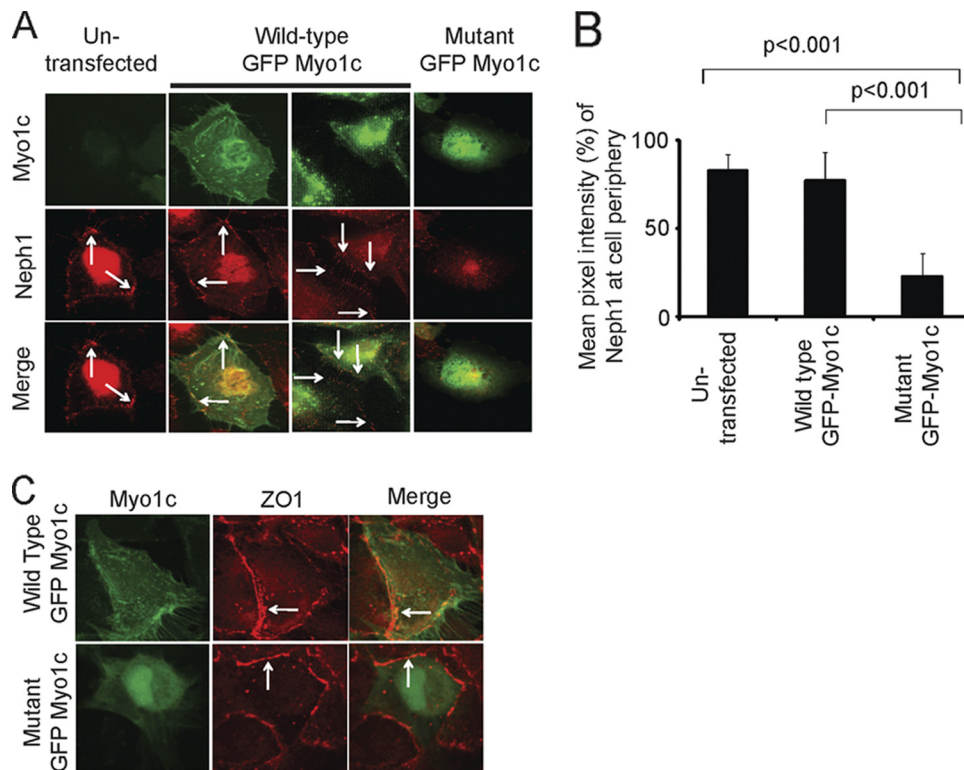 A
Un-
transfected
Wild-type
GFP Myo1c
Mutant
GFP Myo1c
Myo1c
Neph1
Merge
B
p<0.001
p<0.001
Mean pixel intensity (%) of
Neph1 at cell periphery
100
50
0
Un-
transfected
Wild type
GFP-Myo1c
Mutant
GFP-Myo1c
C
Myo1c
ZO1
Merge
Wild Type
GFP Myo1c
Mutant
GFP Myo1c